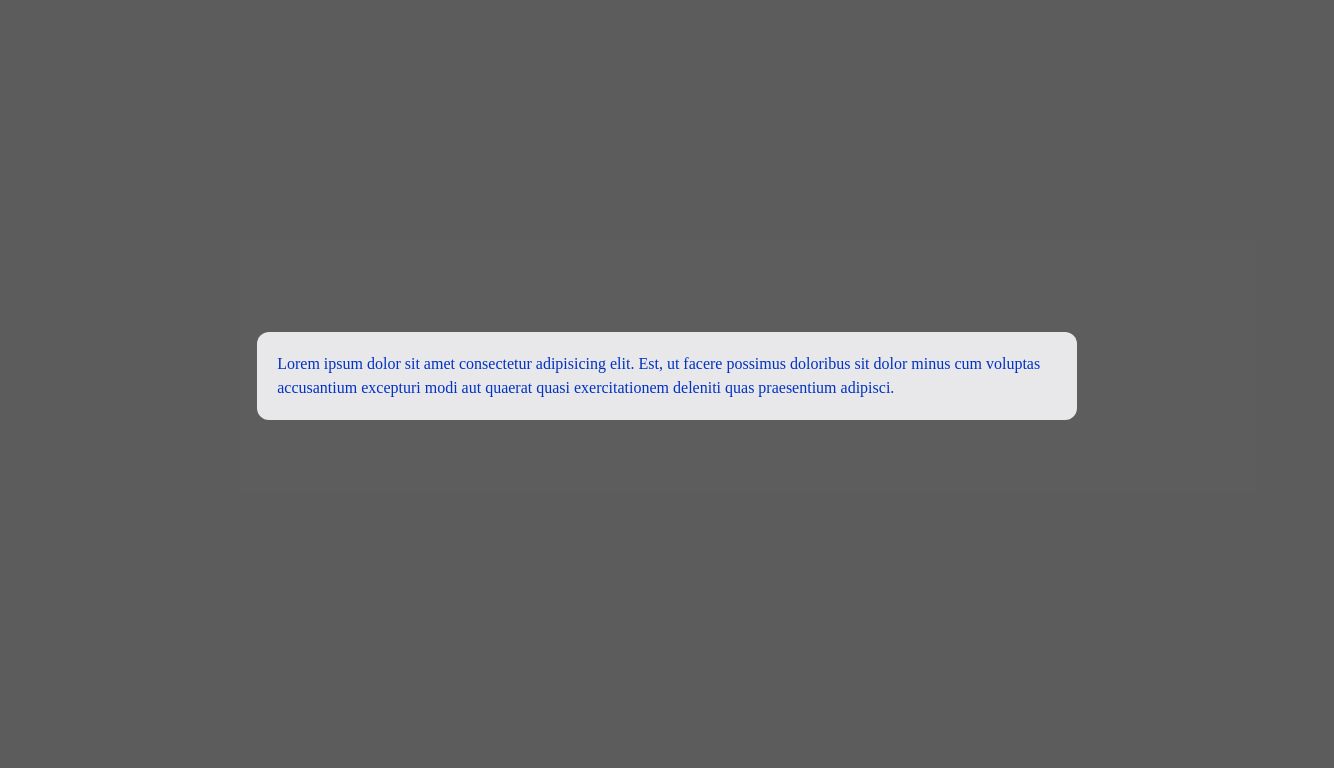 Lorem ipsum dolor sit amet consectetur adipisicing elit. Est, ut facere possimus doloribus sit dolor minus cum voluptas
accusantium excepturi modi aut quaerat quasi exercitationem deleniti quas praesentium adipisci.